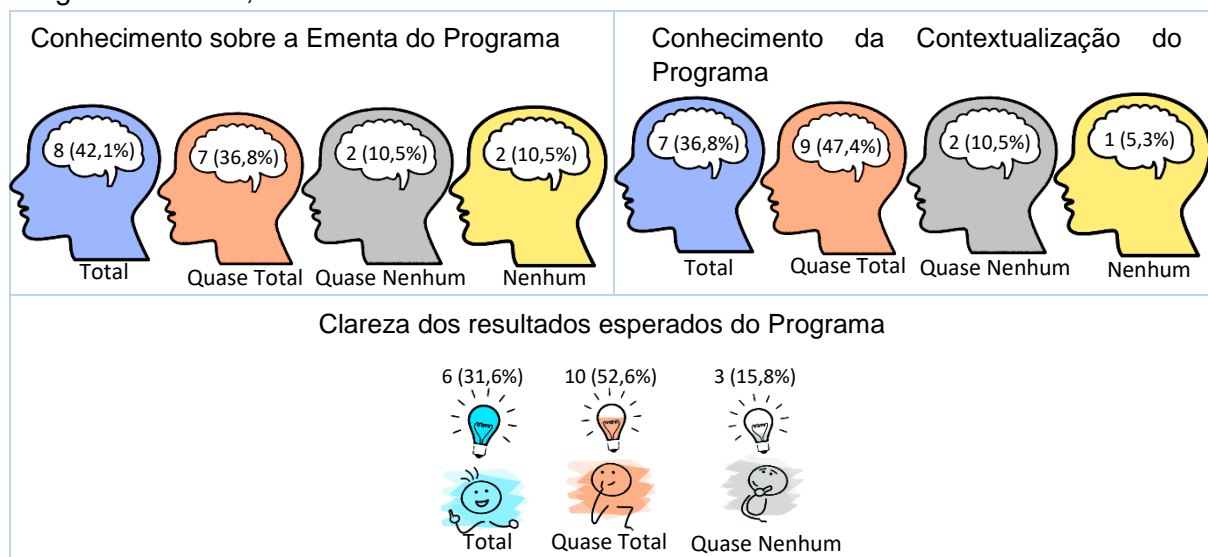 Conhecimento sobre a Ementa do Programa
8 (42,1%)
7 (36,8%)
2 (10,5%)
2 (10,5%)
Total
Quase Total
Quase Nenhum
Nenhum
Conhecimento da Contextualização do
Programa
7 (36,8%)
9 (47,4%)
2 (10,5%)
1 (5,3%)
Total
Quase Total
Quase Nenhum
Nenhum
Clareza dos resultados esperados do Programa
6 (31,6%)
10 (52,6%)
3 (15,8%)
Total
Quase Total
Quase Nenhum